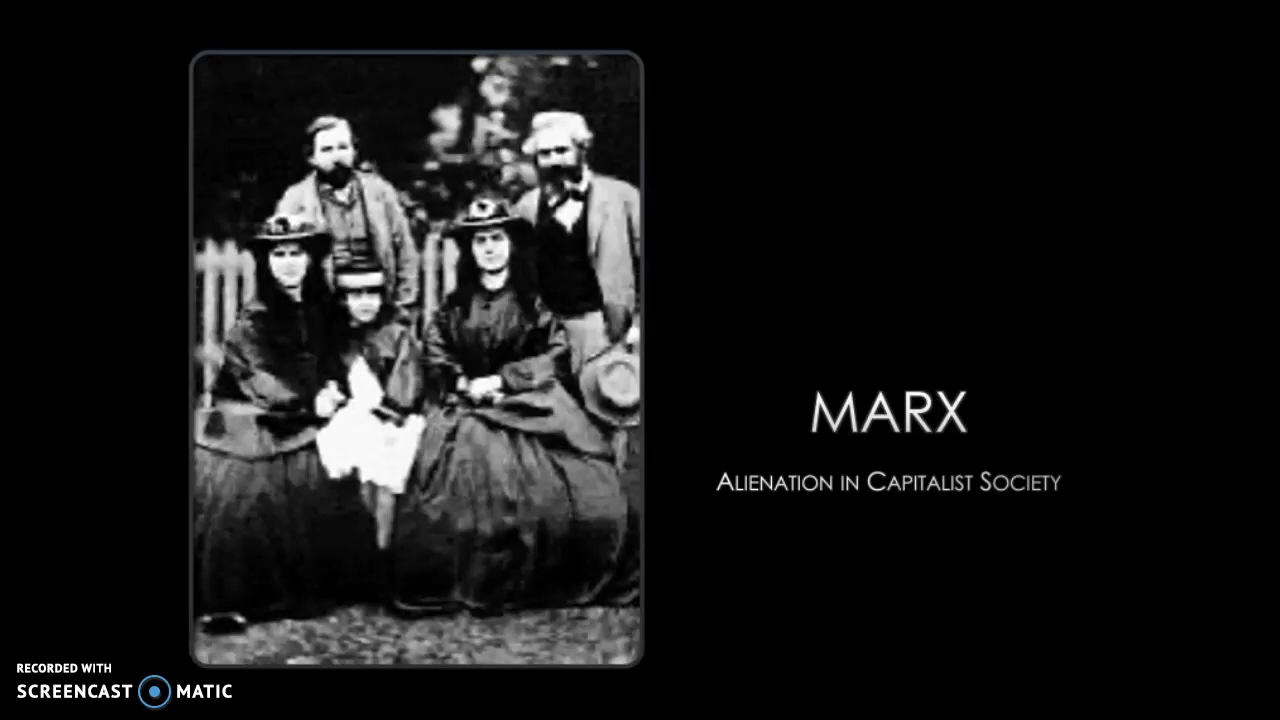 MARX
ALIENATION IN CAPITALIST SOCIETY
RECORDED WITH
SCREENCAST MATIC